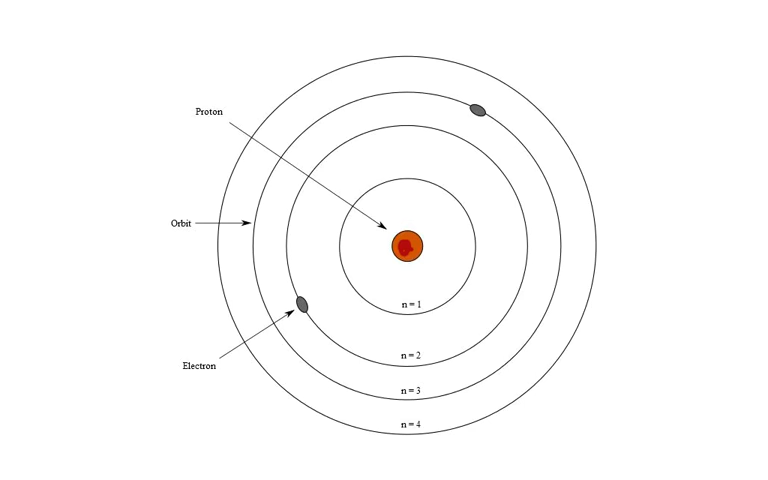 Proton
Orbit
Electron
n = 1
n = 2
n = 3
n = 4